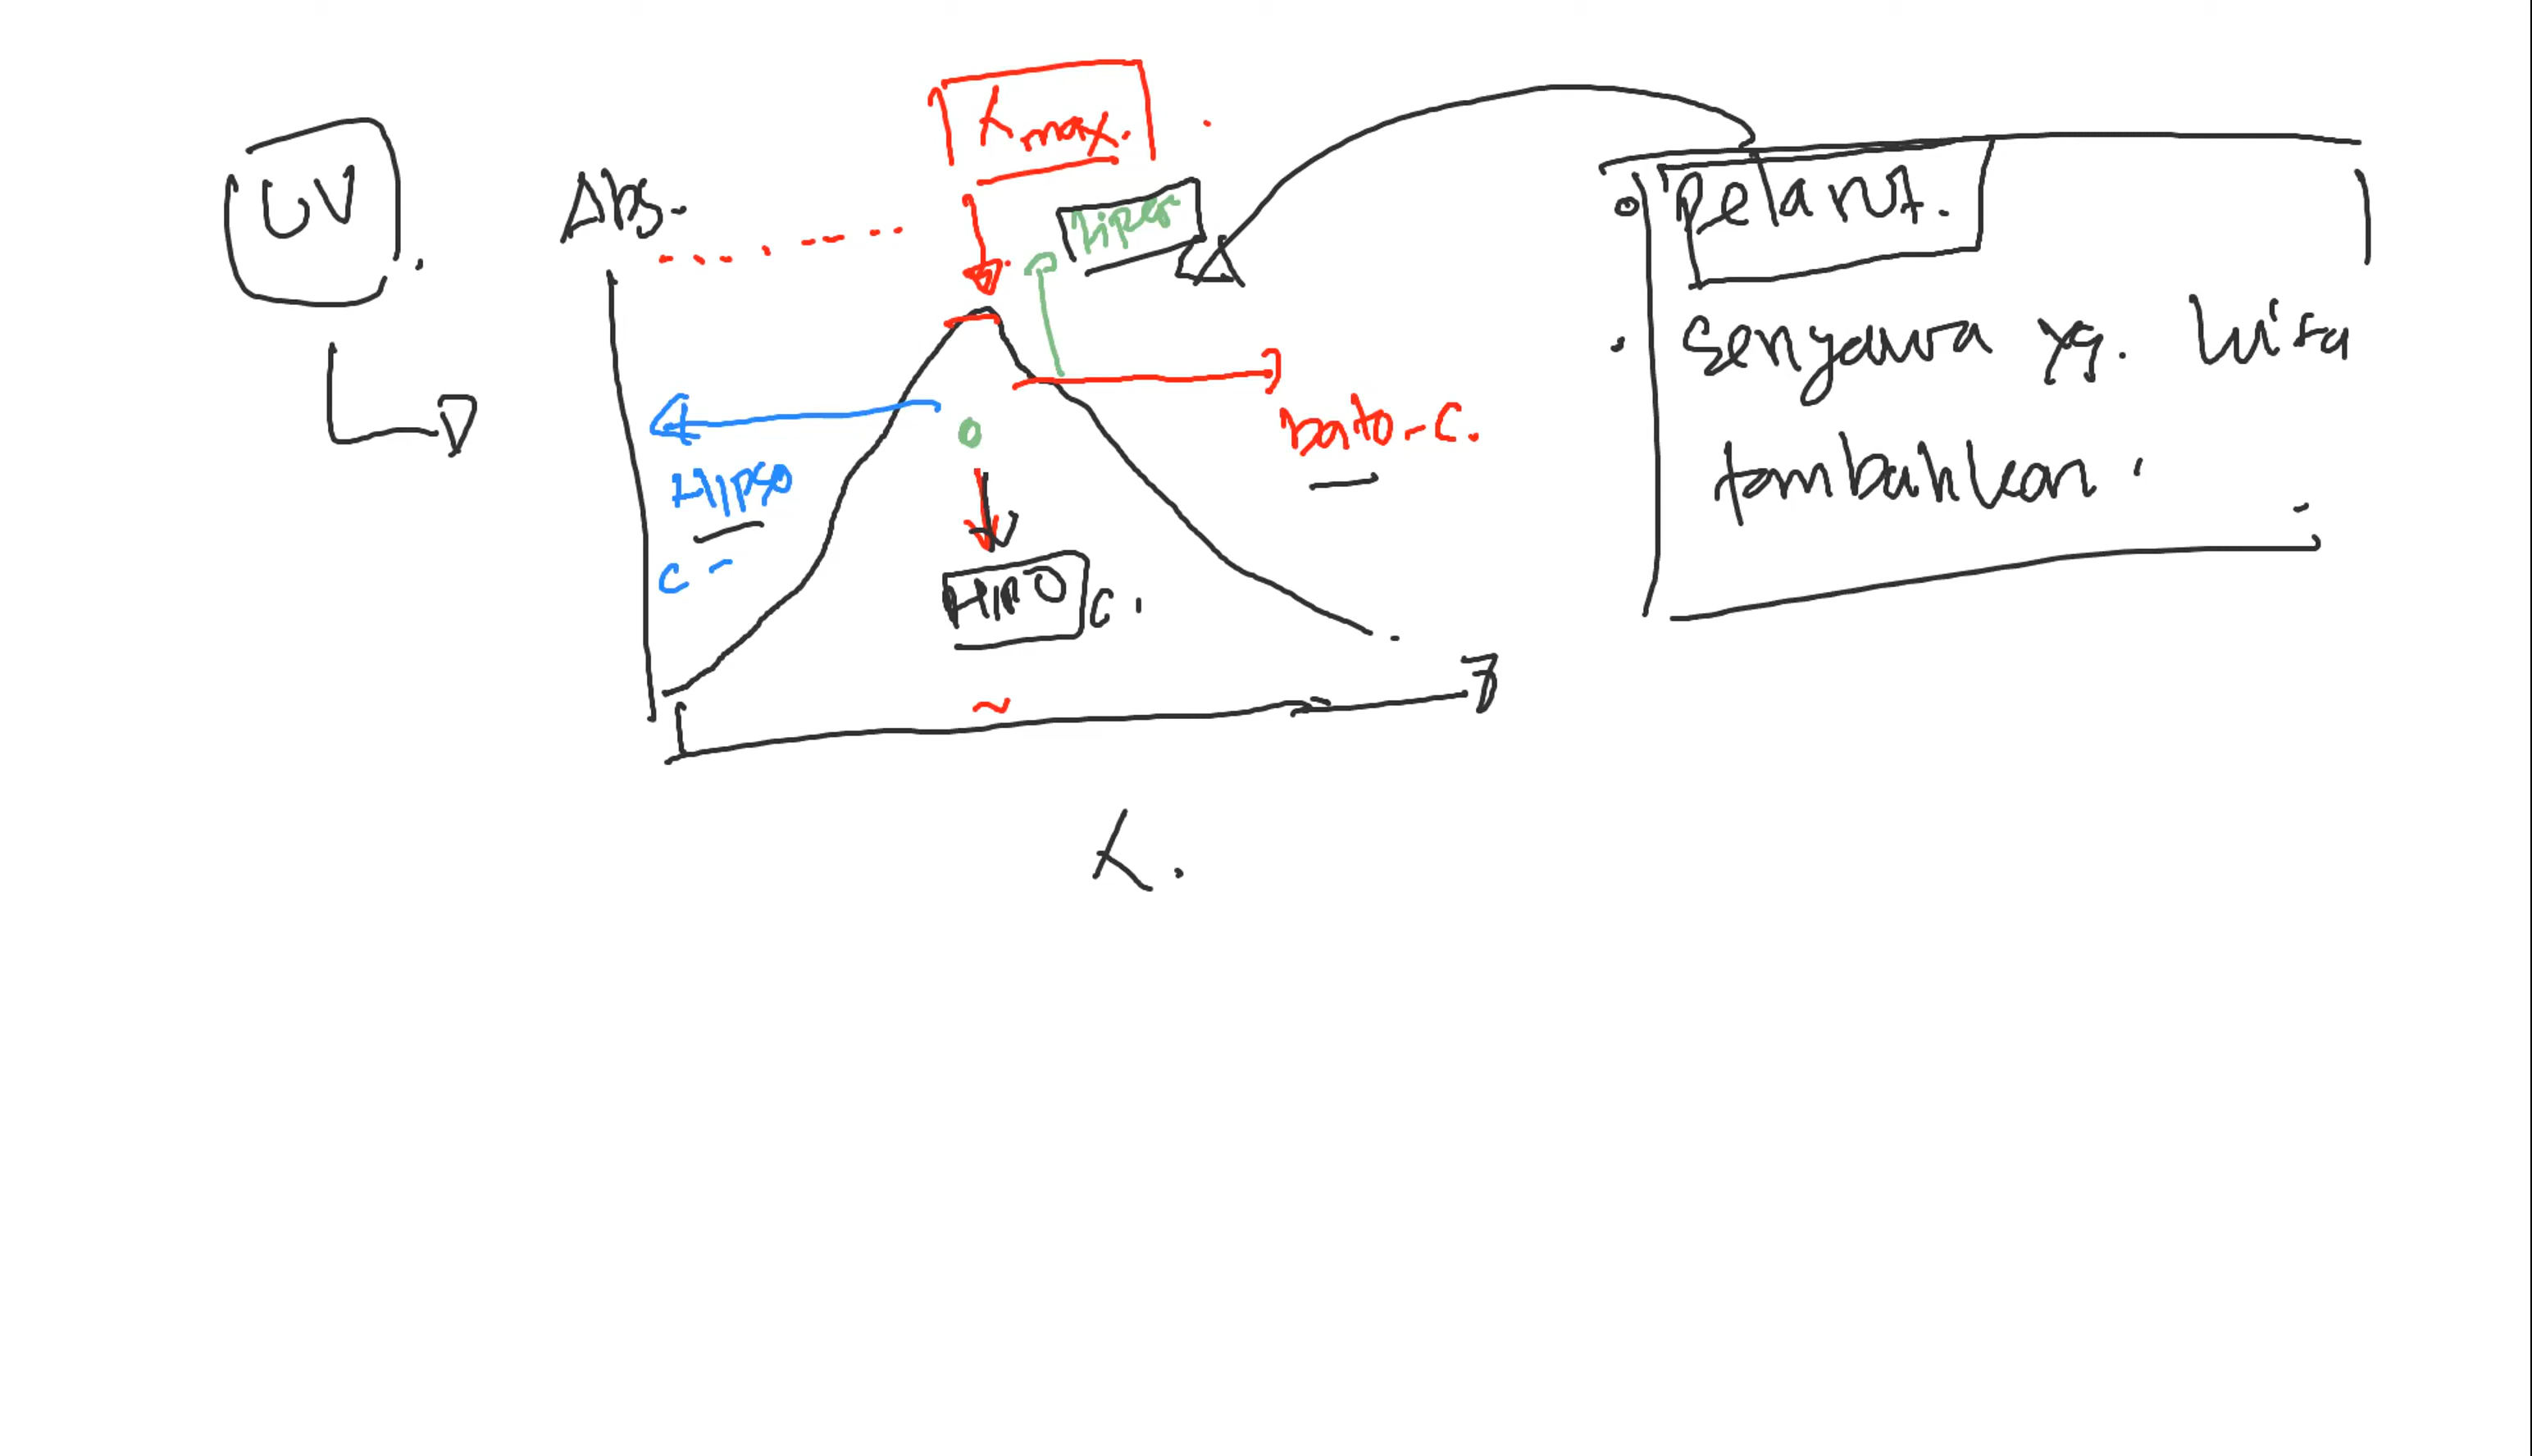 UV
Abs.
λmax.
hiper
bato-C.
Hipso
C
HIPO C.
λ.
Pelarut.
Senyawa yg. bisa
tambahkan